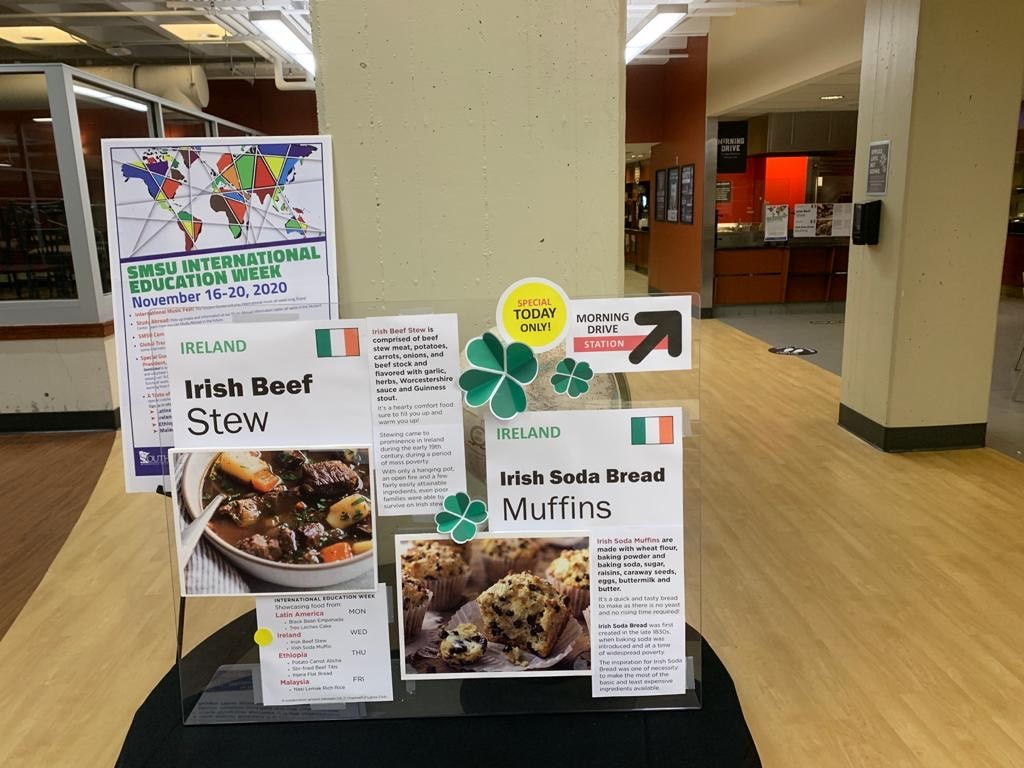 SMSU INTERNATIONAL
EDUCATION WEEK
November 16-20, 2020
International Music Fest:
Study Abroad:
IRELAND
Irish Beef
Stew
Irish Beef Stew is
comprised of beef
stew meat, potatoes,
carrots, onions, and
beef stock and
flavored with garlic,
herbs, Worcestershire
sauce and Guinness
stout.
It's a hearty comfort food
sure to fill you up and
warm you up!
Stewing came to
prominence in Ireland
during the early 19th
century, during a period
of mass poverty.
With only a hanging pot,
an open fire and a few
fairly easily attainable
ingredients, even poor
families were able to
survive on Irish stew
SPECIAL
TODAY
ONLY!
MORNING
DRIVE
STATION
IRELAND
Irish Soda Bread
Muffins
Irish Soda Muffins are
made with wheat flour,
baking powder and
baking soda, sugar,
raisins, caraway seeds,
eggs, buttermilk and
butter.
It's a quick and tasty bread
to make as there is no yeast
and no rising time required!
Irish Soda Bread was first
created in the late 1830s,
when baking soda was
introduced and at a time
of widespread poverty.
The inspiration for Irish Soda
Bread was one of necessity:
to make the most of the
basic and least expensive
ingredients available.
INTERNATIONAL EDUCATION WEEK
Showcasing food from:
Latin America MON
Black Bean Empanada
Tres Leches Cake
Ireland WED
Irish Beef Stew
Irish Soda Muffin
Ethiopia THU
Potato Carrot Alicha
Stir-fried Beef Tibs
Injera Flat Bread
Malaysia FRI
Nasi Lemak Rich Rice
MORNING
DRIVE
Irish Beef